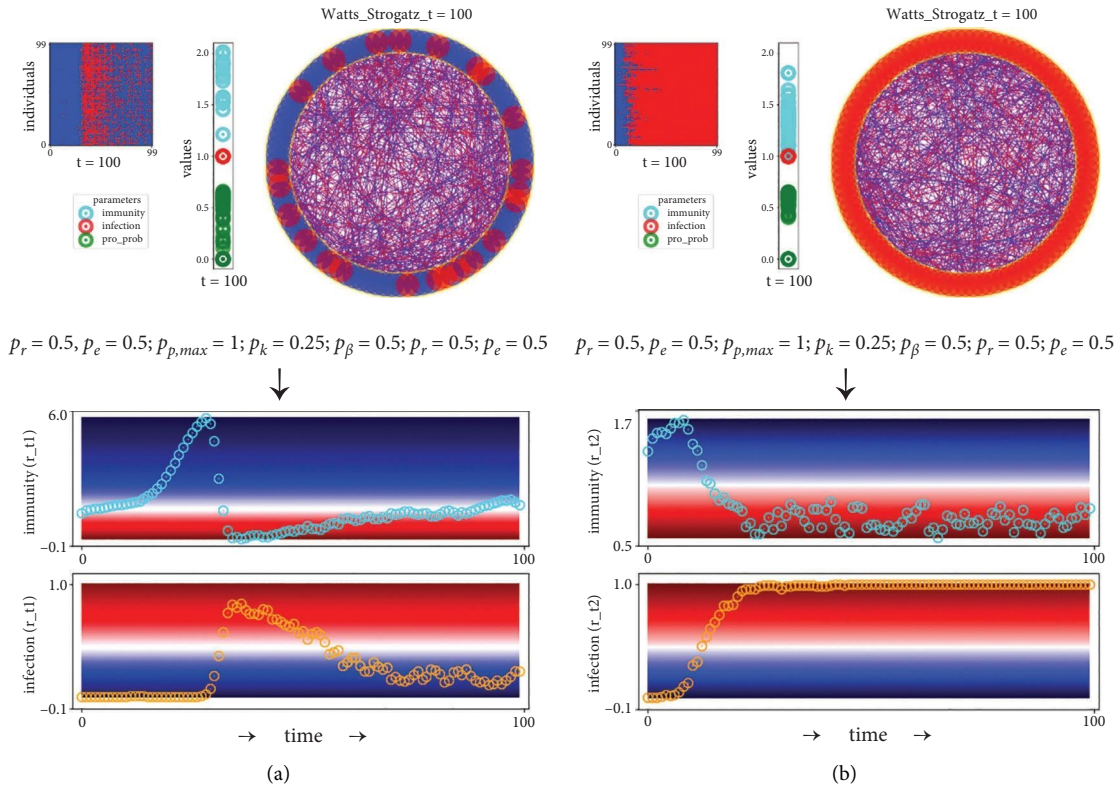 Watts_Strogatz_t = 100
99
individuals
0
0
t = 100
99
parameters
immunity
infection
pro_prob
2.0
1.5
1.0
0.5
0.0
values
t = 100
p_r = 0.5, p_e = 0.5; p_p,max = 1; p_k = 0.25; p_β = 0.5; p_r = 0.5; p_e = 0.5
6.0
immunity (r_t1)
−0.1
0
100
1.0
infection (r_t1)
−0.1
0
100
→ time →
(a)
Watts_Strogatz_t = 100
99
individuals
0
0
t = 100
99
parameters
immunity
infection
pro_prob
2.0
1.5
1.0
0.5
0.0
values
t = 100
p_r = 0.5, p_e = 0.5; p_p,max = 1; p_k = 0.25; p_β = 0.5; p_r = 0.5; p_e = 0.5
1.7
immunity (r_t2)
0.5
0
100
1.0
infection (r_t2)
−0.1
0
100
→ time →
(b)